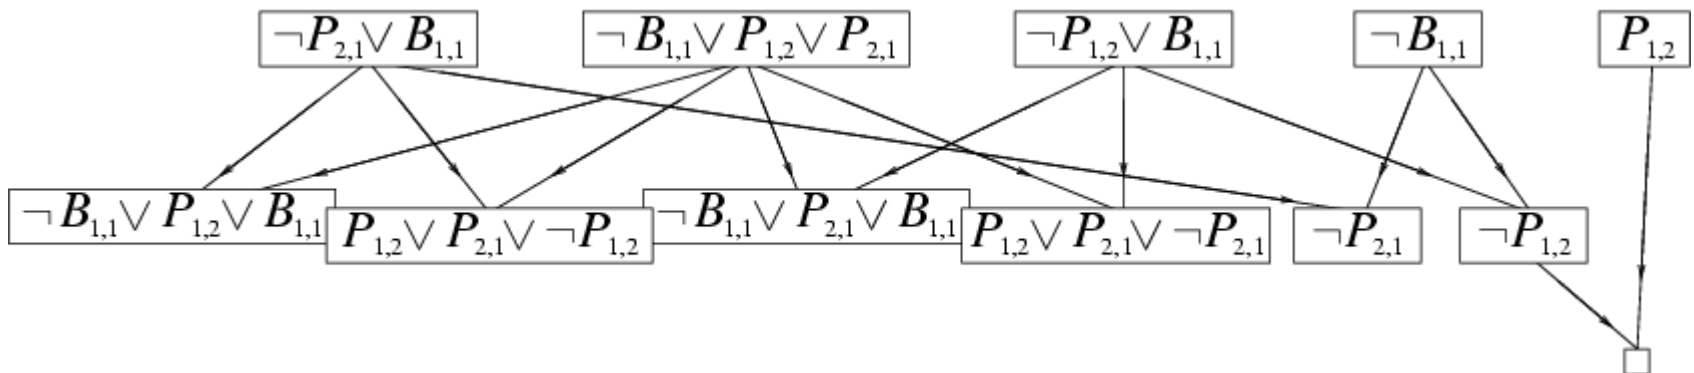 ¬P2,1 ∨ B1,1
¬B1,1 ∨ P1,2 ∨ P2,1
¬P1,2 ∨ B1,1
¬B1,1
P1,2
¬B1,1 ∨ P1,2 ∨ B1,1
P1,2 ∨ P2,1 ∨ ¬P1,2
¬B1,1 ∨ P2,1 ∨ B1,1
P1,2 ∨ P2,1 ∨ ¬P2,1
¬P2,1
¬P1,2